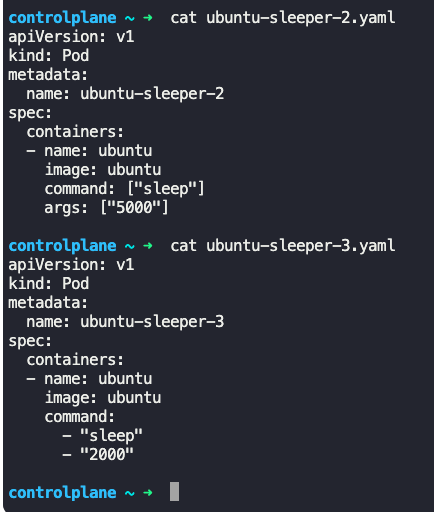 controlplane ~ ➜  cat ubuntu-sleeper-2.yaml
apiVersion: v1
kind: Pod
metadata:
  name: ubuntu-sleeper-2
spec:
  containers:
  - name: ubuntu
    image: ubuntu
    command: ["sleep"]
    args: ["5000"]

controlplane ~ ➜  cat ubuntu-sleeper-3.yaml
apiVersion: v1
kind: Pod
metadata:
  name: ubuntu-sleeper-3
spec:
  containers:
  - name: ubuntu
    image: ubuntu
    command:
      - "sleep"
      - "2000"

controlplane ~ ➜